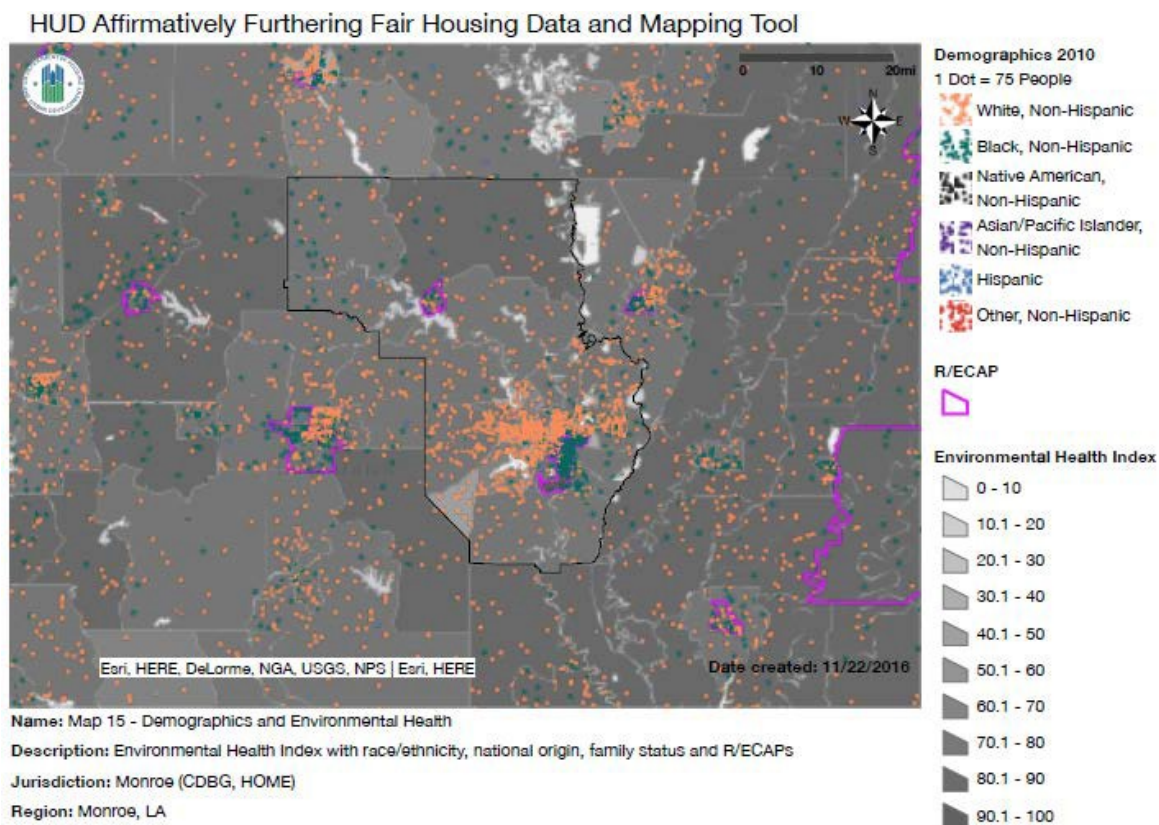 HUD Affirmatively Furthering Fair Housing Data and Mapping Tool
0 10 20mi
N
W E
S
Esri, HERE, DeLorme, NGA, USGS, NPS | Esri, HERE
Date created: 11/22/2016
Demographics 2010
1 Dot = 75 People
White, Non-Hispanic
Black, Non-Hispanic
Native American,
Non-Hispanic
Asian/Pacific Islander,
Non-Hispanic
Hispanic
Other, Non-Hispanic
R/ECAP
Environmental Health Index
0 - 10
10.1 - 20
20.1 - 30
30.1 - 40
40.1 - 50
50.1 - 60
60.1 - 70
70.1 - 80
80.1 - 90
90.1 - 100
Name: Map 15 - Demographics and Environmental Health
Description: Environmental Health Index with race/ethnicity, national origin, family status and R/ECAPs
Jurisdiction: Monroe (CDBG, HOME)
Region: Monroe, LA